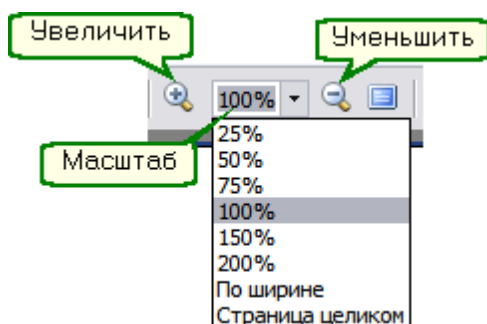 Увеличить
Уменьшить
100%
Масштаб
25%
50%
75%
100%
150%
200%
По ширине
Страница целиком